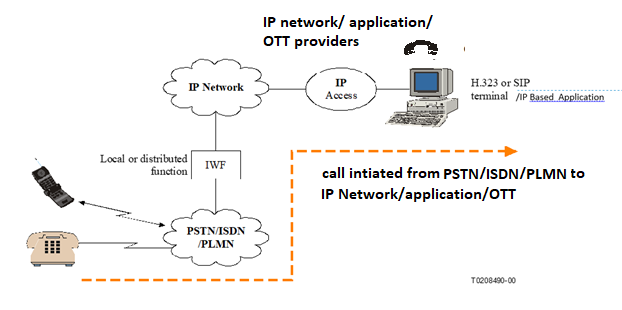 IP network/ application/
OTT providers
IP Network
IP
Access
H.323 or SIP
terminal /IP Based Application
Local or distributed
function
IWF
call intiated from PSTN/ISDN/PLMN to
IP Network/application/OTT
PSTN/ISDN
/PLMN
T0208490-00